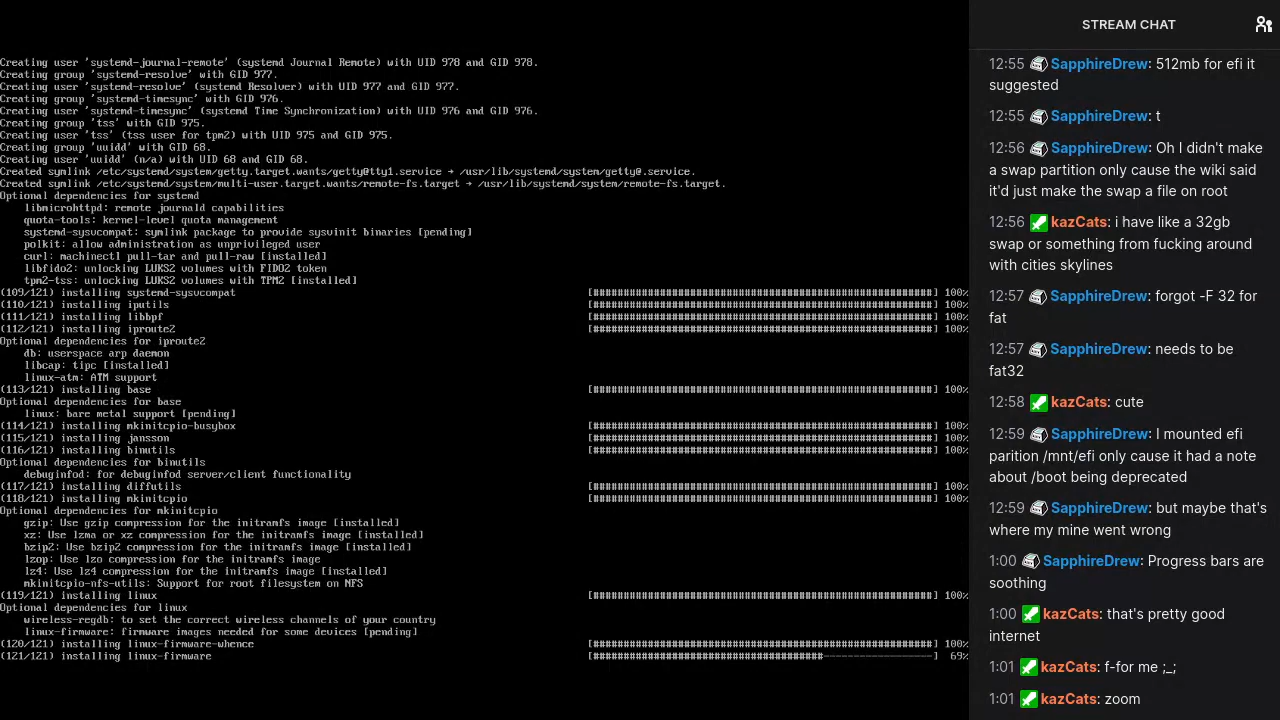 Creating user 'systemd-journal-remote' (systemd Journal Remote) with UID 978 and GID 978.
Creating group 'systemd-resolve' with GID 977.
Creating user 'systemd-resolve' (systemd Resolver) with UID 977 and GID 977.
Creating group 'systemd-timesync' with GID 976.
Creating user 'systemd-timesync' (systemd Time Synchronization) with UID 976 and GID 976.
Creating group 'tss' with GID 975.
Creating user 'tss' (tss user for tpm2) with UID 975 and GID 975.
Creating group 'uuidd' with GID 68.
Creating user 'uuidd' (n/a) with UID 68 and GID 68.
Created symlink /etc/systemd/system/getty.target.wants/getty@tty1.service → /usr/lib/systemd/system/getty@.service.
Created symlink /etc/systemd/system/multi-user.target.wants/remote-fs.target → /usr/lib/systemd/system/remote-fs.target.
Optional dependencies for systemd
libmicrohttpd: remote journald capabilities
quota-tools: kernel-level quota management
systemd-sysvcompat: symlink package to provide sysvinit binaries [pending]
polkit: allow administration as unprivileged user
curl: machinectl pull-tar and pull-raw [installed]
libfido2: unlocking LUKS2 volumes with FIDO2 token
tpm2-tss: unlocking LUKS2 volumes with TPM2 [installed]
(109/121) installing systemd-sysvcompat [########################################################] 100%
(110/121) installing iputils [########################################################] 100%
(111/121) installing libbpf [########################################################] 100%
(112/121) installing iproute2 [########################################################] 100%
Optional dependencies for iproute2
db: userspace arp daemon
libcap: tipc [installed]
linux-atm: ATM support
(113/121) installing base [########################################################] 100%
Optional dependencies for base
linux: bare metal support [pending]
(114/121) installing mkinitcpio-busybox [########################################################] 100%
(115/121) installing jansson [########################################################] 100%
(116/121) installing binutils [########################################################] 100%
Optional dependencies for binutils
debuginfod: for debuginfod server/client functionality
(117/121) installing diffutils [########################################################] 100%
(118/121) installing mkinitcpio [########################################################] 100%
Optional dependencies for mkinitcpio
gzip: Use gzip compression for the initramfs image [installed]
xz: Use lzma or xz compression for the initramfs image [installed]
bzip2: Use bzip2 compression for the initramfs image [installed]
lzop: Use lzo compression for the initramfs image
lz4: Use lz4 compression for the initramfs image [installed]
mkinitcpio-nfs-utils: Support for root filesystem on NFS
(119/121) installing linux [########################################################] 100%
Optional dependencies for linux
wireless-regdb: to set the correct wireless channels of your country
linux-firmware: firmware images needed for some devices [pending]
(120/121) installing linux-firmware-whence [########################################################] 100%
(121/121) installing linux-firmware [######################################------------------] 69%
STREAM CHAT
12:55 SapphireDrew: 512mb for efi it
suggested
12:55 SapphireDrew: t
12:56 SapphireDrew: Oh I didn't make
a swap partition only cause the wiki said
it'd just make the swap a file on root
12:56 kazCats: i have like a 32gb
swap or something from fucking around
with cities skylines
12:57 SapphireDrew: forgot -F 32 for
fat
12:57 SapphireDrew: needs to be
fat32
12:58 kazCats: cute
12:59 SapphireDrew: I mounted efi
parition /mnt/efi only cause it had a note
about /boot being deprecated
12:59 SapphireDrew: but maybe that's
where my mine went wrong
1:00 SapphireDrew: Progress bars are
soothing
1:00 kazCats: that's pretty good
internet
1:01 kazCats: f-for me ;_;
1:01 kazCats: zoom